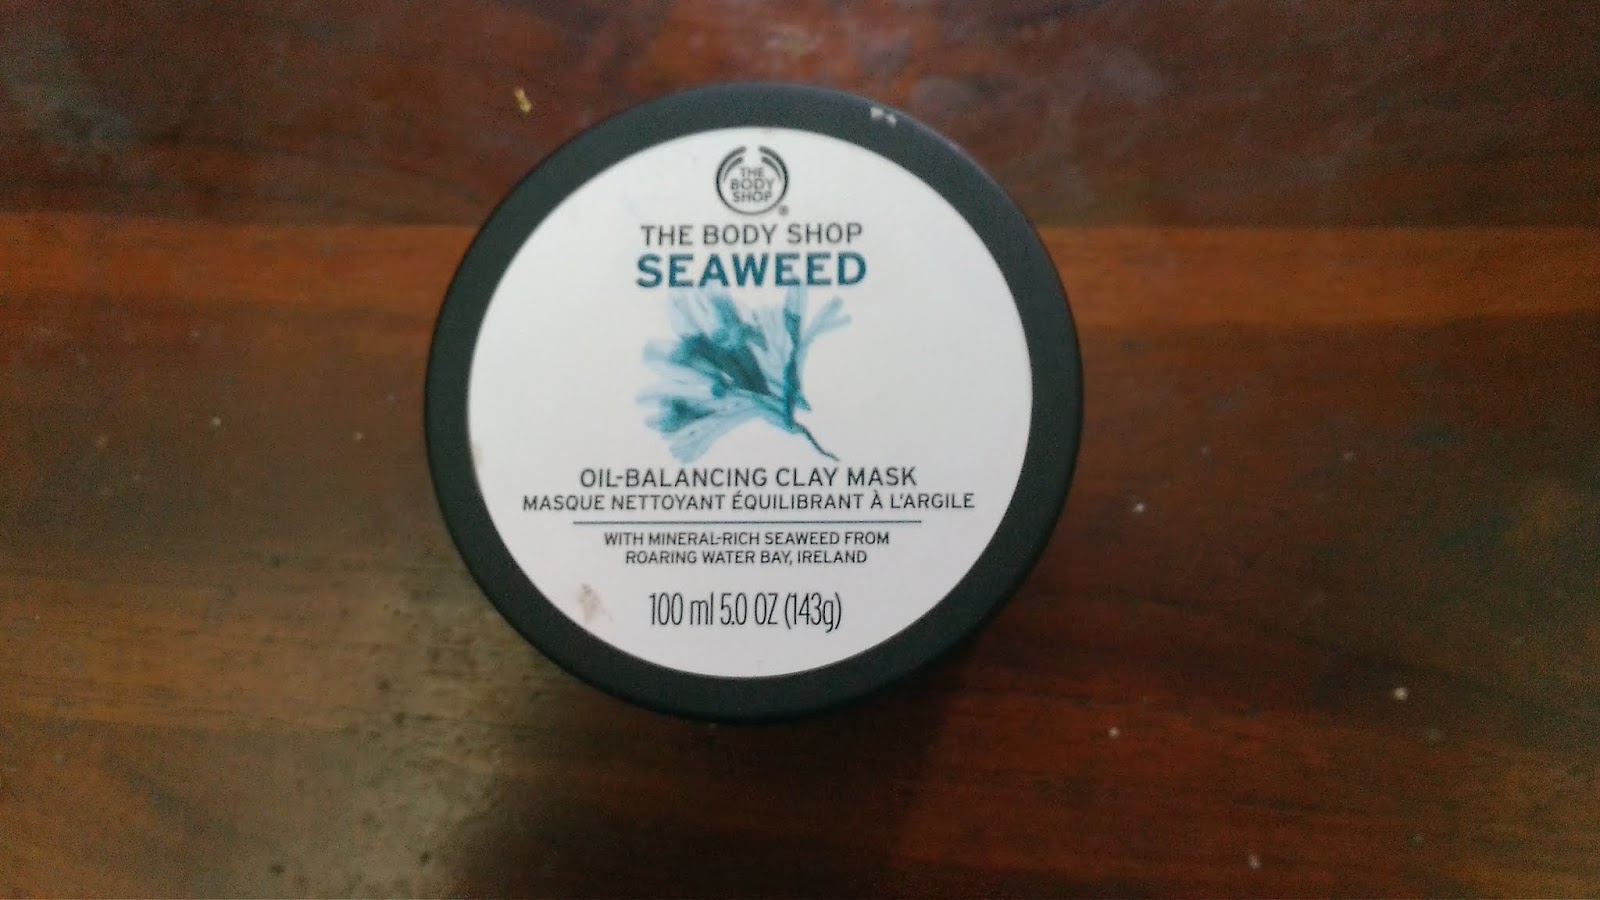 THE
BODY
SHOP
®
THE BODY SHOP
SEAWEED
OIL-BALANCING CLAY MASK
MASQUE NETTOYANT ÉQUILIBRANT À L'ARGILE
WITH MINERAL-RICH SEAWEED FROM
ROARING WATER BAY, IRELAND
100 ml 5.0 OZ (143g)